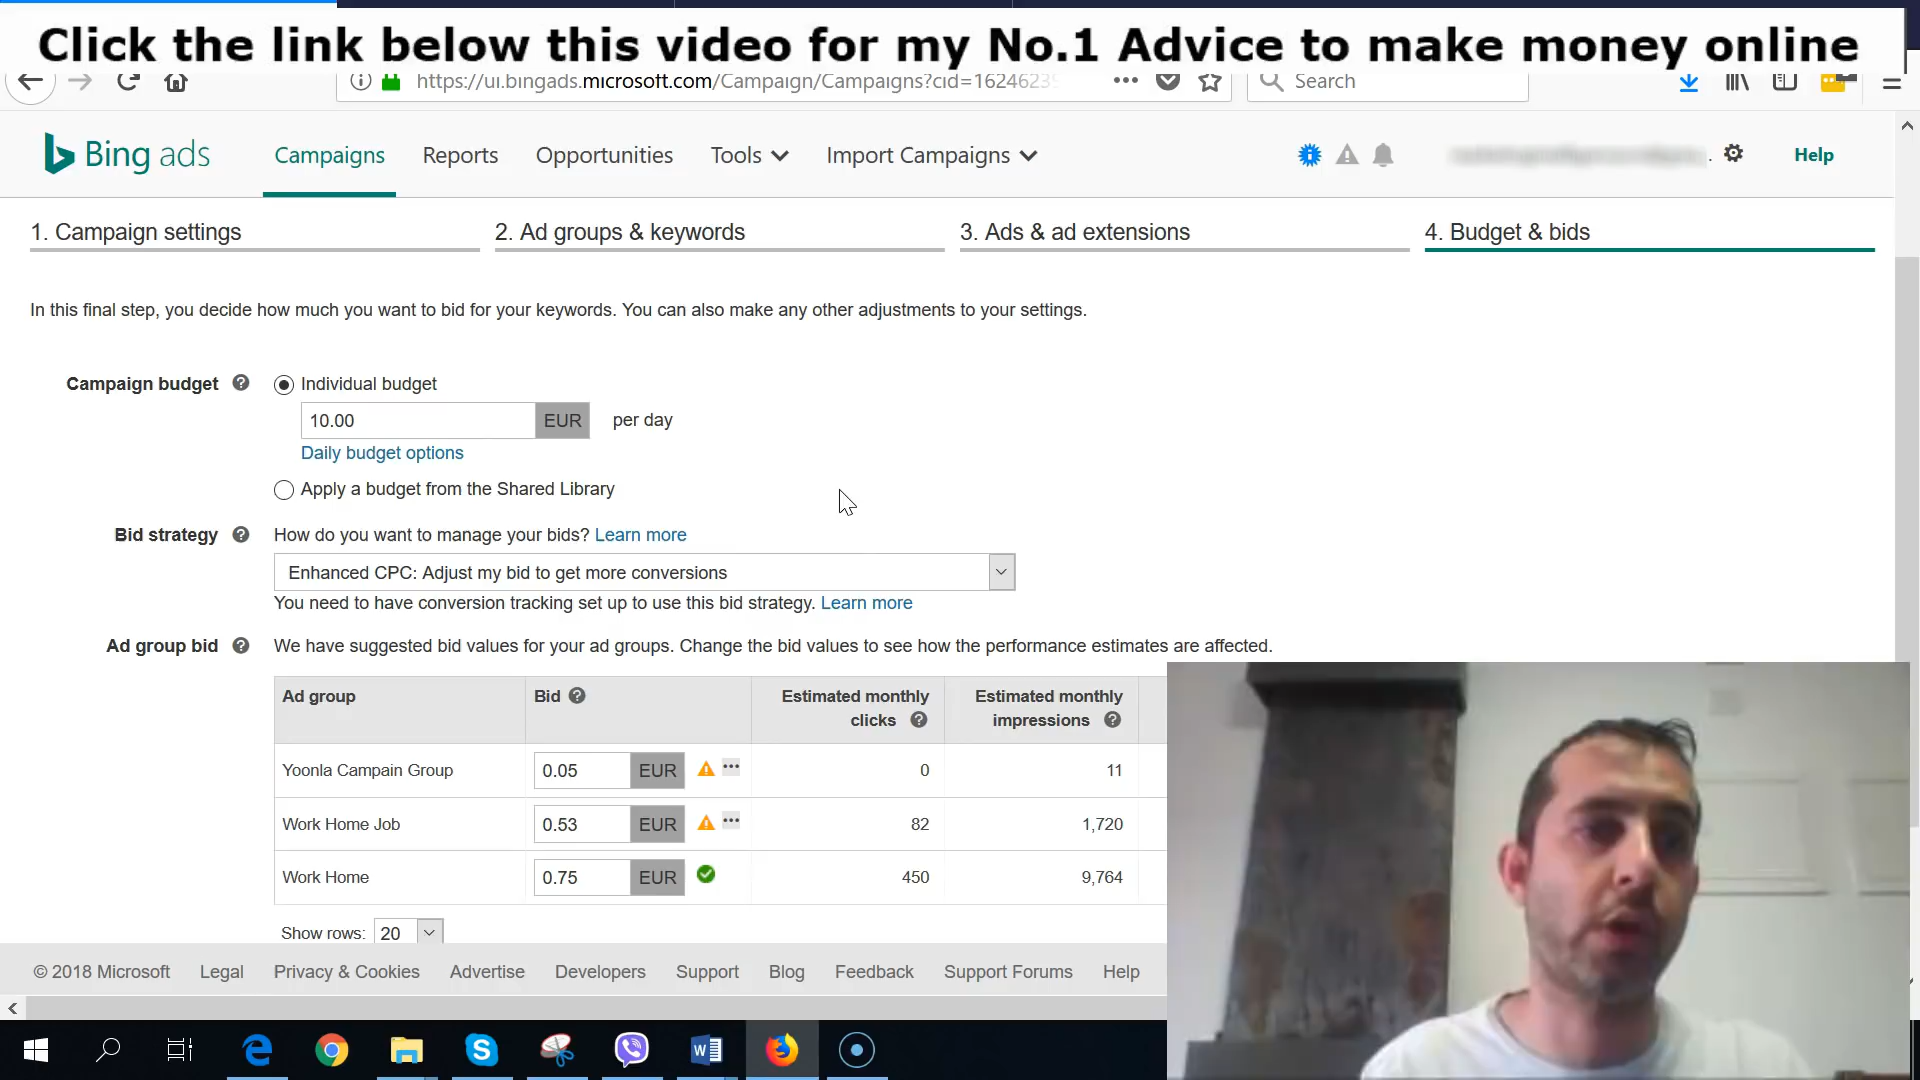 Click the link below this video for my No.1 Advice to make money online
https://ui.bingads.microsoft.com/Campaign/Campaigns?cid=1624623
Search
Bing ads
Campaigns
Reports
Opportunities
Tools
Import Campaigns
Help
1. Campaign settings
2. Ad groups & keywords
3. Ads & ad extensions
4. Budget & bids
In this final step, you decide how much you want to bid for your keywords. You can also make any other adjustments to your settings.
Campaign budget
Individual budget
10.00 EUR per day
Daily budget options
Apply a budget from the Shared Library
Bid strategy
How do you want to manage your bids? Learn more
Enhanced CPC: Adjust my bid to get more conversions
You need to have conversion tracking set up to use this bid strategy. Learn more
Ad group bid
We have suggested bid values for your ad groups. Change the bid values to see how the performance estimates are affected.
Ad group
Bid
Estimated monthly clicks
Estimated monthly impressions
Yoonla Campain Group 0.05 EUR 0 11
Work Home Job 0.53 EUR 82 1,720
Work Home 0.75 EUR 450 9,764
Show rows: 20
© 2018 Microsoft Legal Privacy & Cookies Advertise Developers Support Blog Feedback Support Forums Help